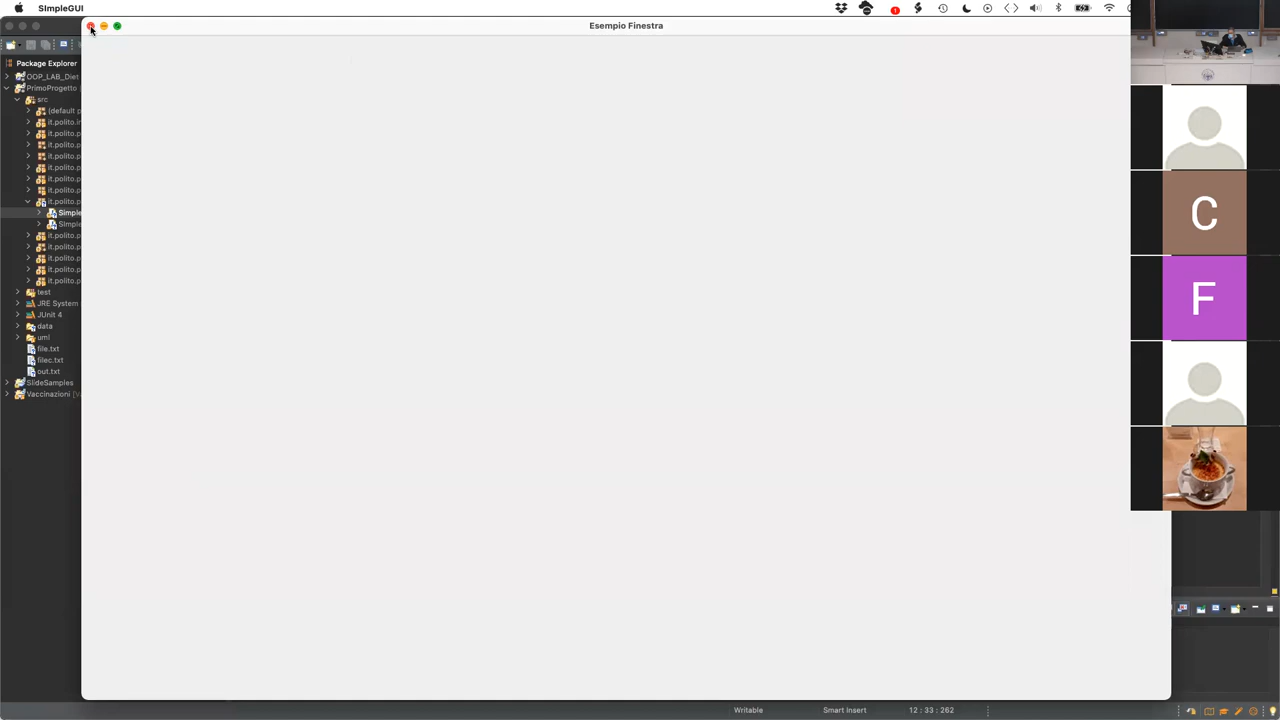 SImpleGUI
Esempio Finestra
Package Explorer
OOP_LAB_Diet
PrimoProgetto
src
(default p
it.polito.in
it.polito.p
it.polito.p
it.polito.p
it.polito.p
it.polito.p
it.polito.p
it.polito.p
Simple
SImple
it.polito.p
it.polito.p
it.polito.p
it.polito.p
it.polito.p
test
JRE System
JUnit 4
data
uml
file.txt
filec.txt
out.txt
SlideSamples
Vaccinazioni [Va
C
F
Writable
Smart Insert
12 : 33 : 262